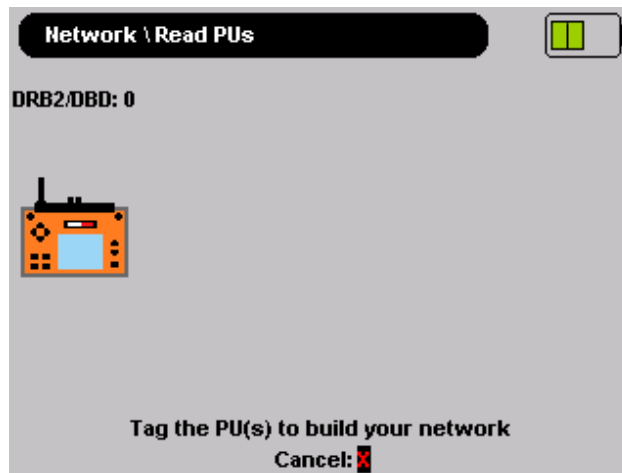 Network \ Read PUs
DRB2/DBD: 0
Tag the PU(s) to build your network
Cancel: X